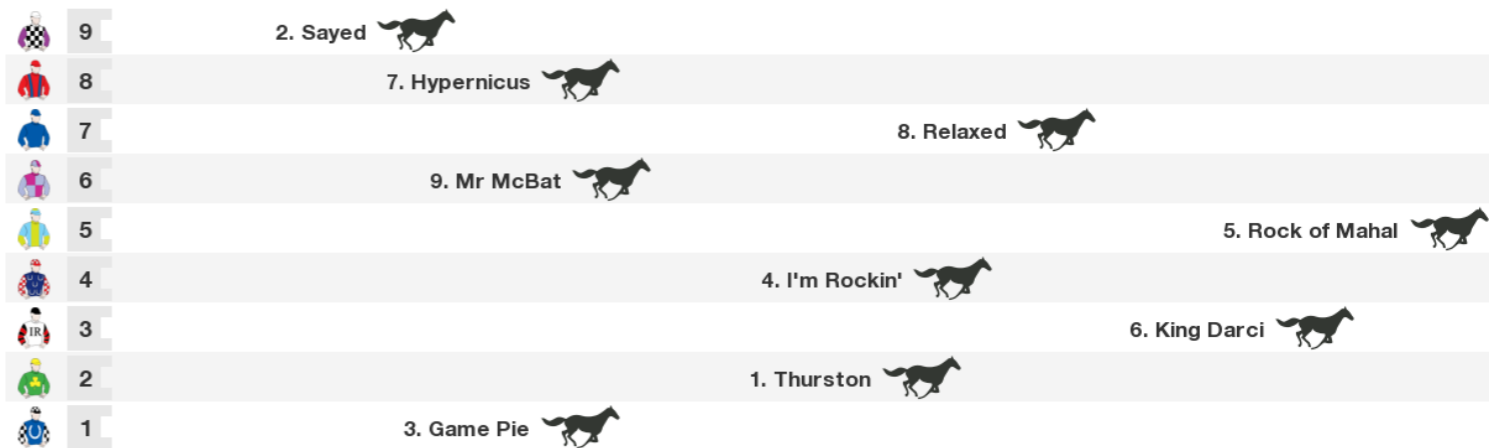 9 2. Sayed
8 7. Hypernicus
7 8. Relaxed
6 9. Mr McBat
5 5. Rock of Mahal
4 4. I'm Rockin'
IR 3 6. King Darci
2 1. Thurston
1 3. Game Pie